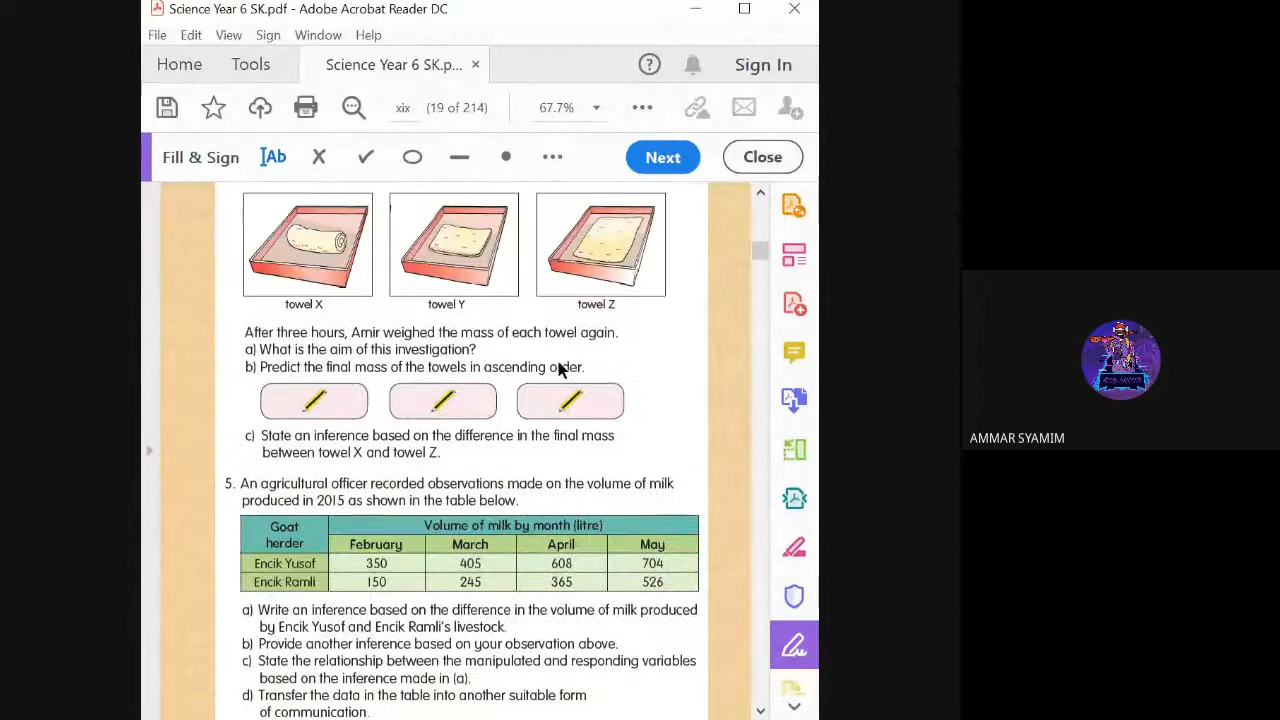 Science Year 6 SK.pdf - Adobe Acrobat Reader DC
File Edit View Sign Window Help
Home Tools Science Year 6 SK.p... × Sign In
xix (19 of 214) 67.7%
Fill & Sign Ab Next Close
towel X towel Y towel Z
After three hours, Amir weighed the mass of each towel again.
a) What is the aim of this investigation?
b) Predict the final mass of the towels in ascending order.
c) State an inference based on the difference in the final mass
between towel X and towel Z.
5. An agricultural officer recorded observations made on the volume of milk
produced in 2015 as shown in the table below.
Goat herder Volume of milk by month (litre)
February March April May
Encik Yusof 350 405 608 704
Encik Ramli 150 245 365 526
a) Write an inference based on the difference in the volume of milk produced
by Encik Yusof and Encik Ramli's livestock.
b) Provide another inference based on your observation above.
c) State the relationship between the manipulated and responding variables
based on the inference made in (a).
d) Transfer the data in the table into another suitable form
of communication.
AMMAR SYAMIM